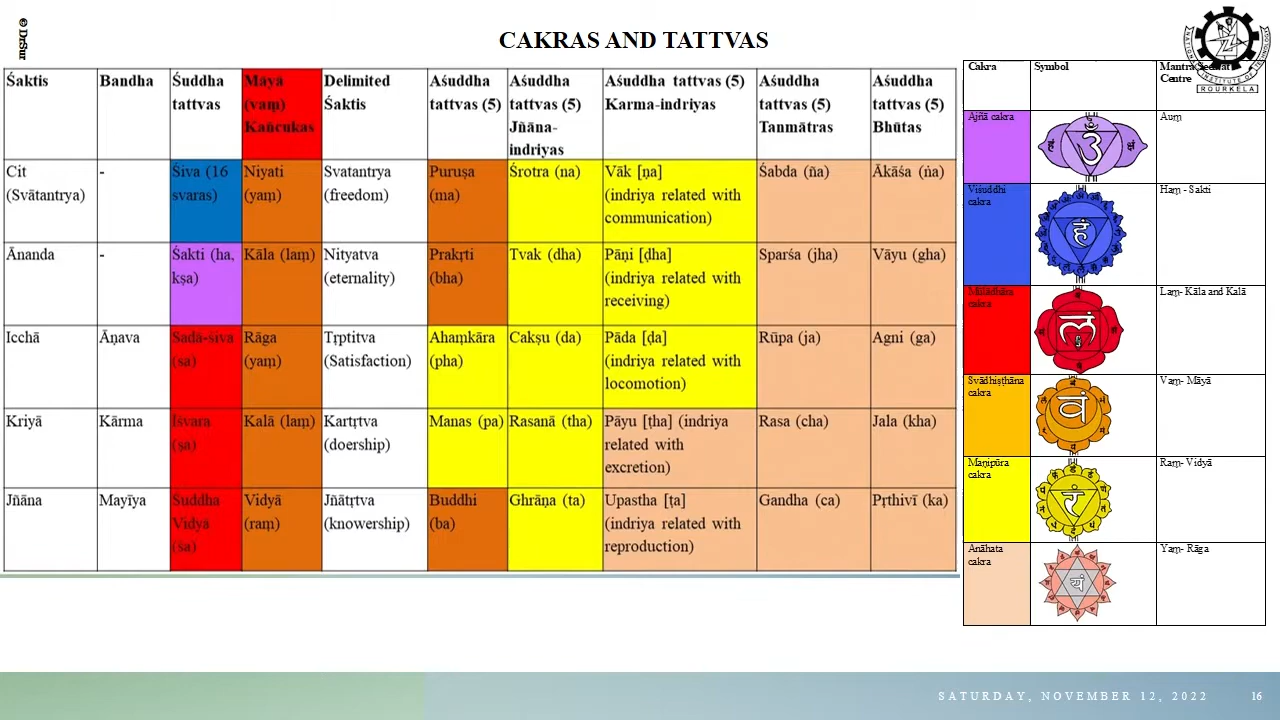 © DrSur
CAKRAS AND TATTVAS
Śaktis
Bandha
Śuddha
tattvas
Māyā
(vaṃ)
Kañcukas
Delimited
Śaktis
Aśuddha
tattvas (5)
Aśuddha
tattvas (5)
Jñāna-
indriyas
Aśuddha tattvas (5)
Karma-indriyas
Aśuddha
tattvas (5)
Tanmātras
Aśuddha
tattvas (5)
Bhūtas
Cit
(Svātantrya)
-
Śiva (16
svaras)
Niyati
(yaṃ)
Svatantrya
(freedom)
Puruṣa
(ma)
Śrotra (na)
Vāk [ṇa]
(indriya related with
communication)
Śabda (ña)
Ākāśa (ṅa)
Ānanda
-
Śakti (ha,
kṣa)
Kāla (laṃ)
Nityatva
(eternality)
Prakṛti
(bha)
Tvak (dha)
Pāṇi [ḍha]
(indriya related with
receiving)
Sparśa (jha)
Vāyu (gha)
Icchā
Āṇava
Sadā-śiva
(sa)
Rāga
(yaṃ)
Tṛptitva
(Satisfaction)
Ahaṃkāra
(pha)
Cakṣu (da)
Pāda [ḍa]
(indriya related with
locomotion)
Rūpa (ja)
Agni (ga)
Kriyā
Kārma
Īśvara
(ṣa)
Kalā (laṃ)
Kartṛtva
(doership)
Manas (pa)
Rasanā (tha)
Pāyu [ṭha] (indriya
related with
excretion)
Rasa (cha)
Jala (kha)
Jñāna
Mayīya
Śuddha
Vidyā
(śa)
Vidyā
(raṃ)
Jñātṛtva
(knowership)
Buddhi
(ba)
Ghrāṇa (ta)
Upastha [ṭa]
(indriya related with
reproduction)
Gandha (ca)
Pṛthivī (ka)
Cakra
Symbol
Mantra
Centre
ROURKELA
Ajñā cakra
ॐ
Auṃ
Viśuddhi
cakra
हं
Haṃ - Śakti
Mūlādhāra
cakra
लं
Laṃ- Kāla and Kalā
Svādhiṣṭhāna
cakra
वं
Vaṃ- Māyā
Maṇipūra
cakra
रं
Raṃ- Vidyā
Anāhata
cakra
यं
Yaṃ- Rāga
SATURDAY, NOVEMBER 12, 2022
16